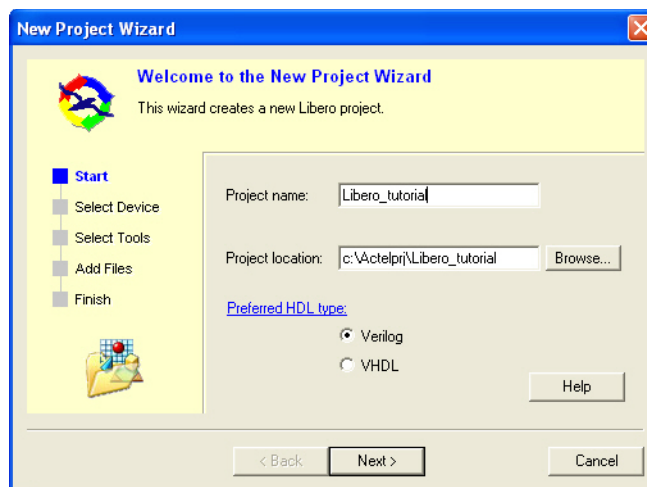 New Project Wizard
Welcome to the New Project Wizard
This wizard creates a new Libero project.
Start
Select Device
Select Tools
Add Files
Finish
Project name: Libero_tutorial
Project location: c:\Actelprj\Libero_tutorial Browse...
Preferred HDL type:
Verilog
VHDL
Help
< Back Next > Cancel